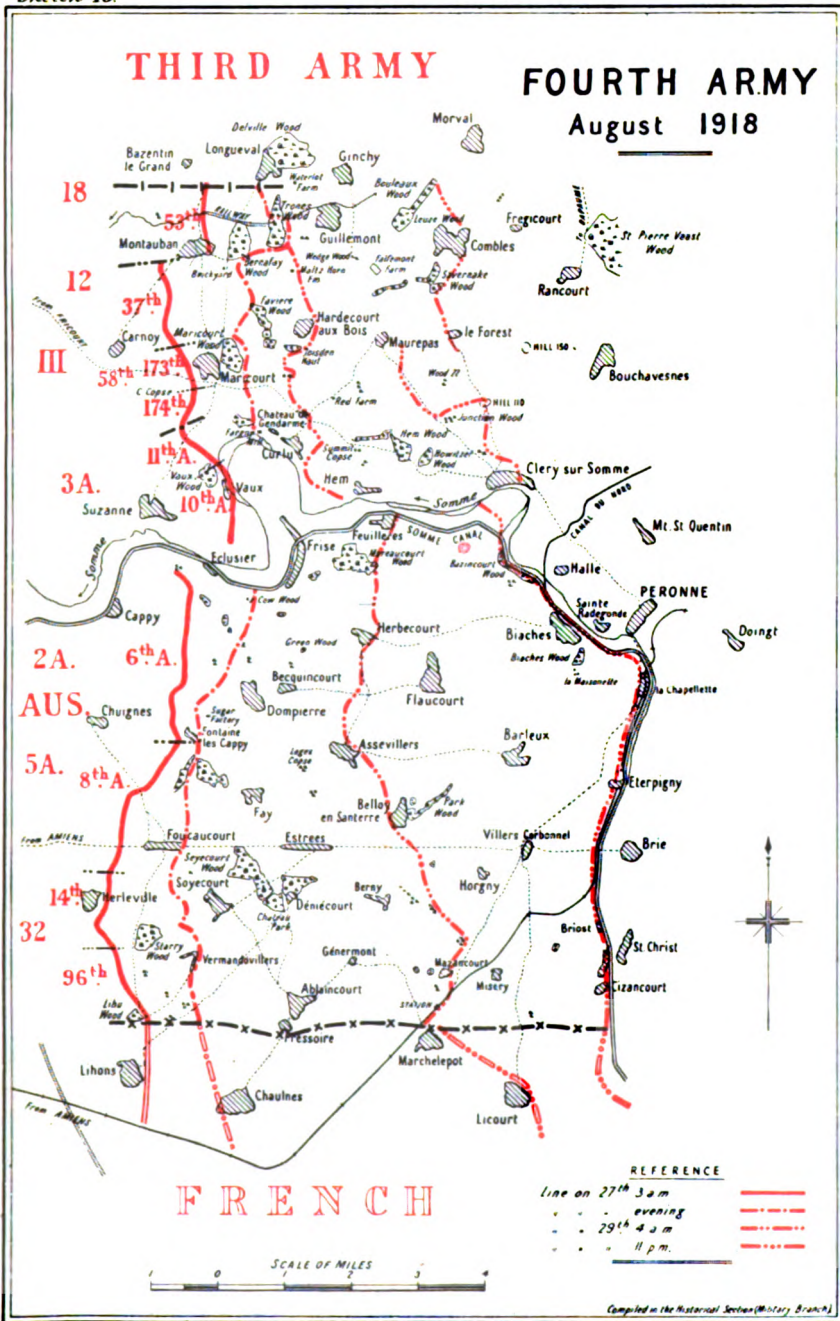 THIRD ARMY
FOURTH ARMY
August 1918
Morval
Delville Wood
Longueval
Bazentin
le Grand
Ginchy
Waterlot
Farm
Bouleaux
Wood
18
53rd
RAILWAY
Trones
Wood
Leuze Wood
Fregicourt
St Pierre Vaast
Wood
Montauban
Guillemont
Combles
Bernafay
Wood
Wedge Wood
Maltz Horn
Fm
Falfemont
Farm
Savernake
Wood
Rancourt
12
Brickyard
37th
Faviere
Wood
Hardecourt
aux Bois
Maricourt
Wood
Carnoy
Maurepas
le Forest
HILL 150
Bouchavesnes
III
173rd
58th
Maricourt
C. Copse
174th
Red Farm
HILL 110
Junction Wood
Chateau de
Gendarme
11th A.
Fargny
Mill
Curlu
Summit
Copse
Hem Wood
Howitzer
Wood
Clery sur Somme
3A.
Vaux
Wood
Vaux
10th A.
Hem
Suzanne
Somme
CANAL DU NORD
Mt. St Quentin
Feuilleres
SOMME CANAL
Eclusier
Frise
Mereaucourt
Wood
Buzincourt
Wood
Halle
Somme
PERONNE
Cappy
Cow Wood
Sainte
Radegonde
Doingt
Herbecourt
Biaches
2A.
6th A.
Green Wood
Biaches Wood
la Maisonette
Becquincourt
la Chapellette
AUS.
Chuignes
Dompierre
Flaucourt
Sugar
Factory
Fontaine
les Cappy
Barleux
5A.
8th A.
Logex
Copse
Assevillers
Eterpigny
Fay
Belloy
en Santerre
Park
Wood
From AMIENS
Foucaucourt
Estrees
Villers Carbonnel
Brie
Soyecourt
Wood
Soyecourt
Horgny
14th
Herleville
Berny
Chateau
Park
Déniécourt
32
Starry
Wood
Briost
St. Christ
Vermandovillers
Génermont
96th
Mazancourt
Misery
Cizancourt
Ablaincourt
Lihu
Wood
STATION
Pressoire
Marchelepot
Lihons
Chaulnes
Licourt
From AMIENS
FRENCH
REFERENCE
Line on 27th 3 a m
evening
29th 4 a m
11 p m.
SCALE OF MILES
1 0 1 2 3 4
Compiled in the Historical Section (Military Branch)